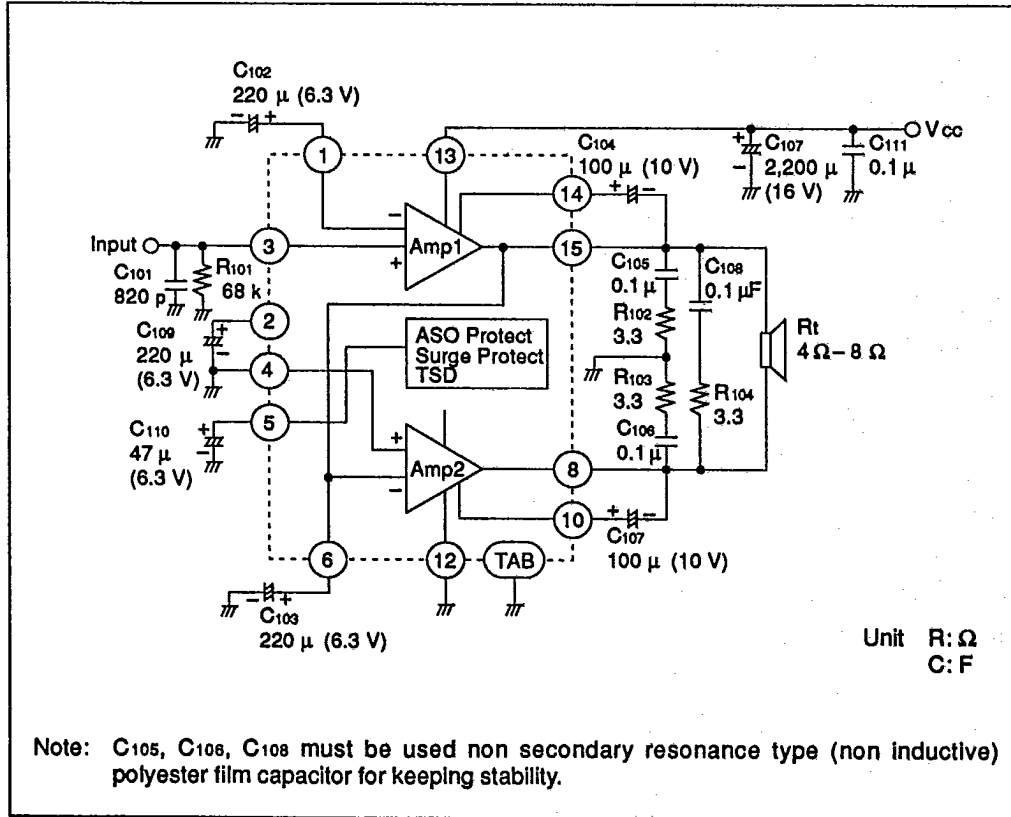 C102
220 µ (6.3 V)
− +
1
13
C104
100 µ (10 V)
+ −
Vcc
+
−
C107
2,200 µ
(16 V)
C111
0.1 µ
14
−
Amp1
+
15
Input
3
C101
820 p
R101
68 k
C105
0.1 µ
C108
0.1 µF
R102
3.3
Rt
4 Ω–8 Ω
2
C109
220 µ
(6.3 V)
+
−
4
ASO Protect
Surge Protect
TSD
R103
3.3
R104
3.3
5
C110
47 µ
(6.3 V)
+
−
C106
0.1 µ
+
Amp2
−
8
10
+ −
C107
100 µ (10 V)
6
12
TAB
− +
C103
220 µ (6.3 V)
Unit R: Ω
C: F
Note: C105, C106, C108 must be used non secondary resonance type (non inductive)
polyester film capacitor for keeping stability.